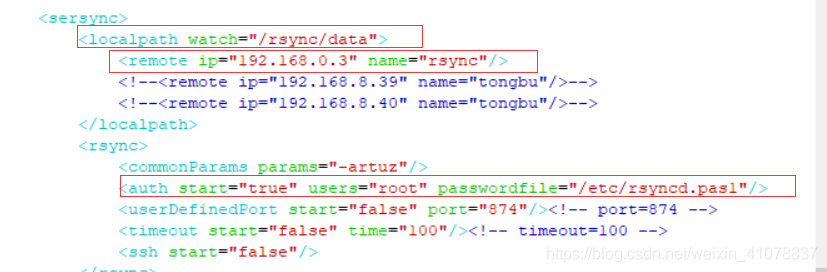 <sersync>
<localpath watch="/rsync/data">
<remote ip="192.168.0.3" name="rsync"/>
<!--<remote ip="192.168.8.39" name="tongbu"/>-->
<!--<remote ip="192.168.8.40" name="tongbu"/>-->
</localpath>
<rsync>
<commonParams params="-artuz"/>
<auth start="true" users="root" passwordfile="/etc/rsyncd.pas1"/>
<userDefinedPort start="false" port="874"/><!-- port=874 -->
<timeout start="false" time="100"/><!-- timeout=100 -->
<ssh start="false"/>
https://blog.csdn.net/weixin_41078837
</rsync>